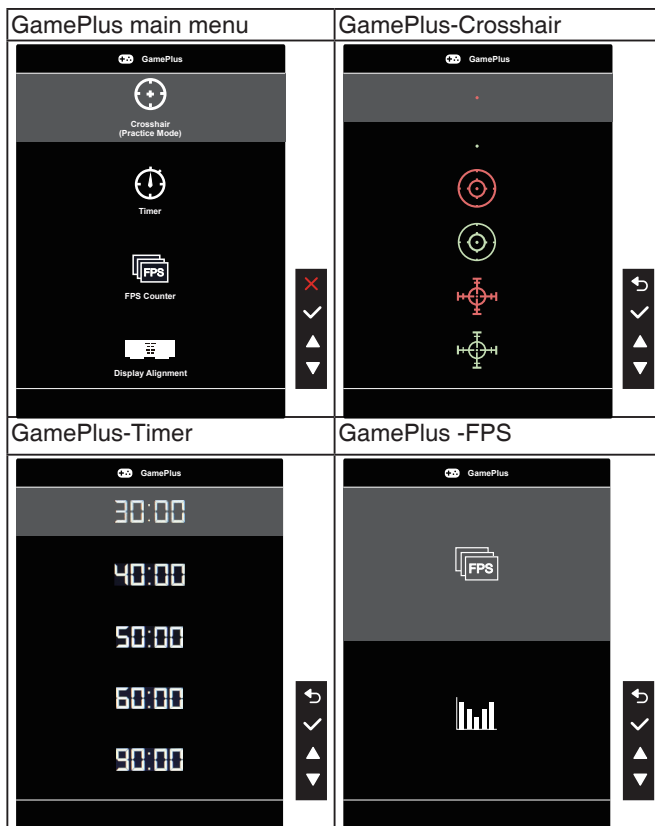 GamePlus main menu
GamePlus-Crosshair
GamePlus
Crosshair
(Practice Mode)
Timer
FPS
FPS Counter
Display Alignment
GamePlus
GamePlus-Timer
GamePlus -FPS
GamePlus
30:00
40:00
50:00
60:00
90:00
GamePlus
FPS